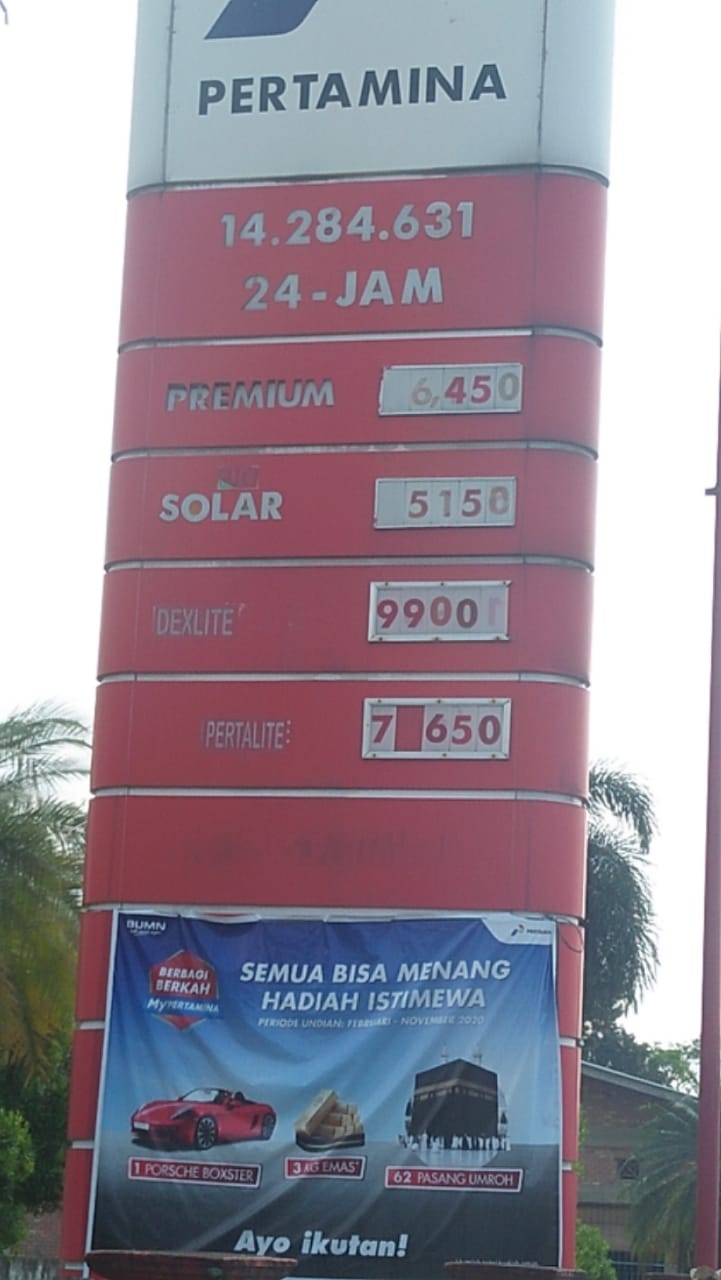 PERTAMINA
14.284.631
24-JAM
PREMIUM 6,450
BIO
SOLAR 5150
DEXLITE 9900
PERTALITE 7 650
BUMN
PERTAMINA
BERBAGI
BERKAH
MyPERTAMINA
SEMUA BISA MENANG
HADIAH ISTIMEWA
PERIODE UNDIAN: FEBRUARI - NOVEMBER 2020
1 PORSCHE BOXSTER
3 KG EMAS*
62 PASANG UMROH
Ayo ikutan!